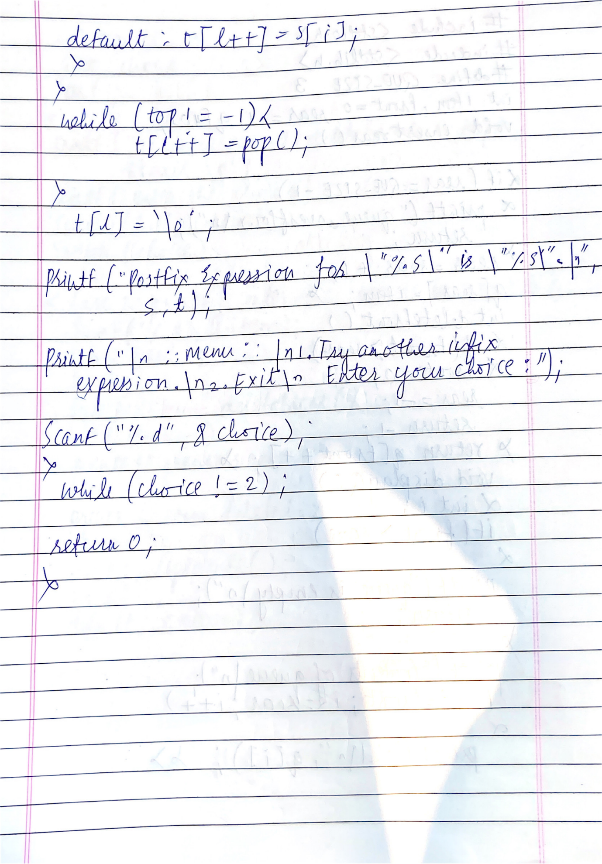 default : t[l++] = s[i];
}
}
while (top != -1){
t[l++] = pop();
}
t[l] = '\0';
printf ("Postfix Expression for \"%s\" is \"%s\".\n",
s, t);
printf ("\n ::menu:: \n1. Try another infix
expression.\n2. Exit\n Enter your choice :");
Scanf ("%d", & choice);
}
while (choice != 2);
return 0;
}